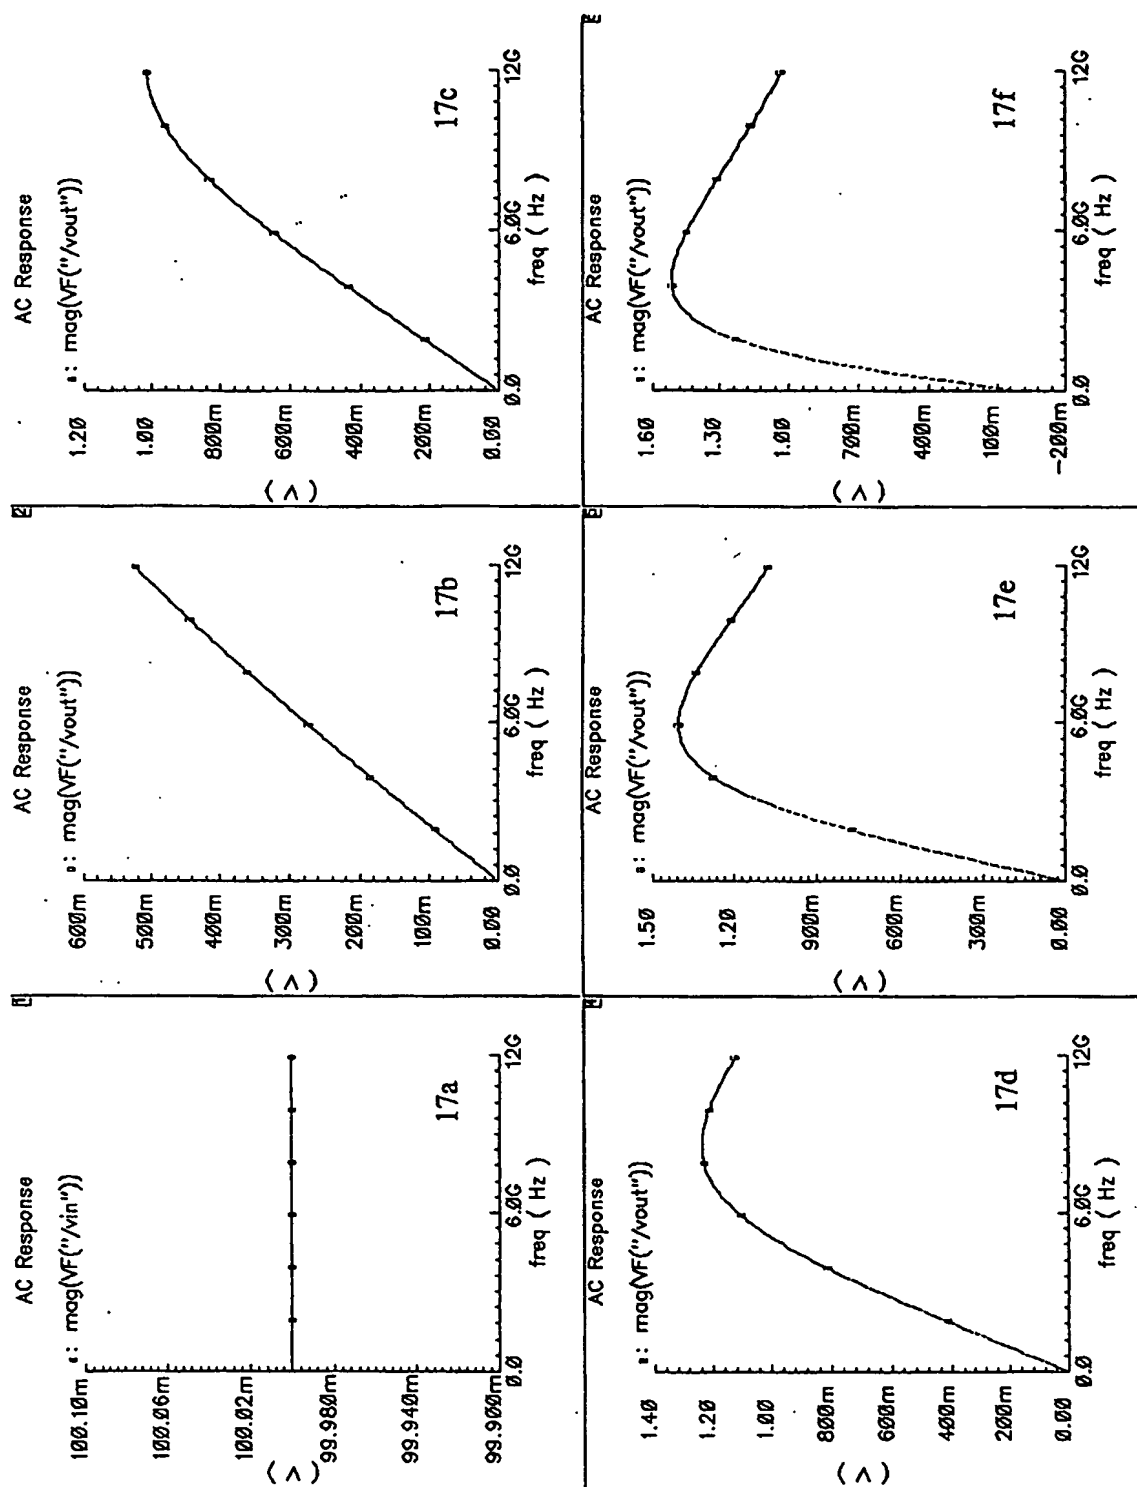 AC Response
a: mag(VF("/vin"))
100.10m
100.06m
100.02m
99.980m
99.940m
99.900m
( V )
0.0
6.0G
12G
freq ( Hz )
17a
1
AC Response
mag(VF("/vout"))
600m
500m
400m
300m
200m
100m
0.00
( V )
0.0
6.0G
12G
freq ( Hz )
17b
2
AC Response
mag(VF("/vout"))
1.20
1.00
800m
600m
400m
200m
0.00
( V )
0.0
6.0G
12G
freq ( Hz )
17c
AC Response
mag(VF("/vout"))
1.40
1.20
1.00
800m
600m
400m
200m
0.00
( V )
0.0
6.0G
12G
freq ( Hz )
17d
4
AC Response
mag(VF("/vout"))
1.50
1.20
900m
600m
300m
0.00
( V )
0.0
6.0G
12G
freq ( Hz )
17e
5
AC Response
mag(VF("/vout"))
1.60
1.30
1.00
700m
400m
100m
-200m
( V )
0.0
6.0G
12G
freq ( Hz )
17f